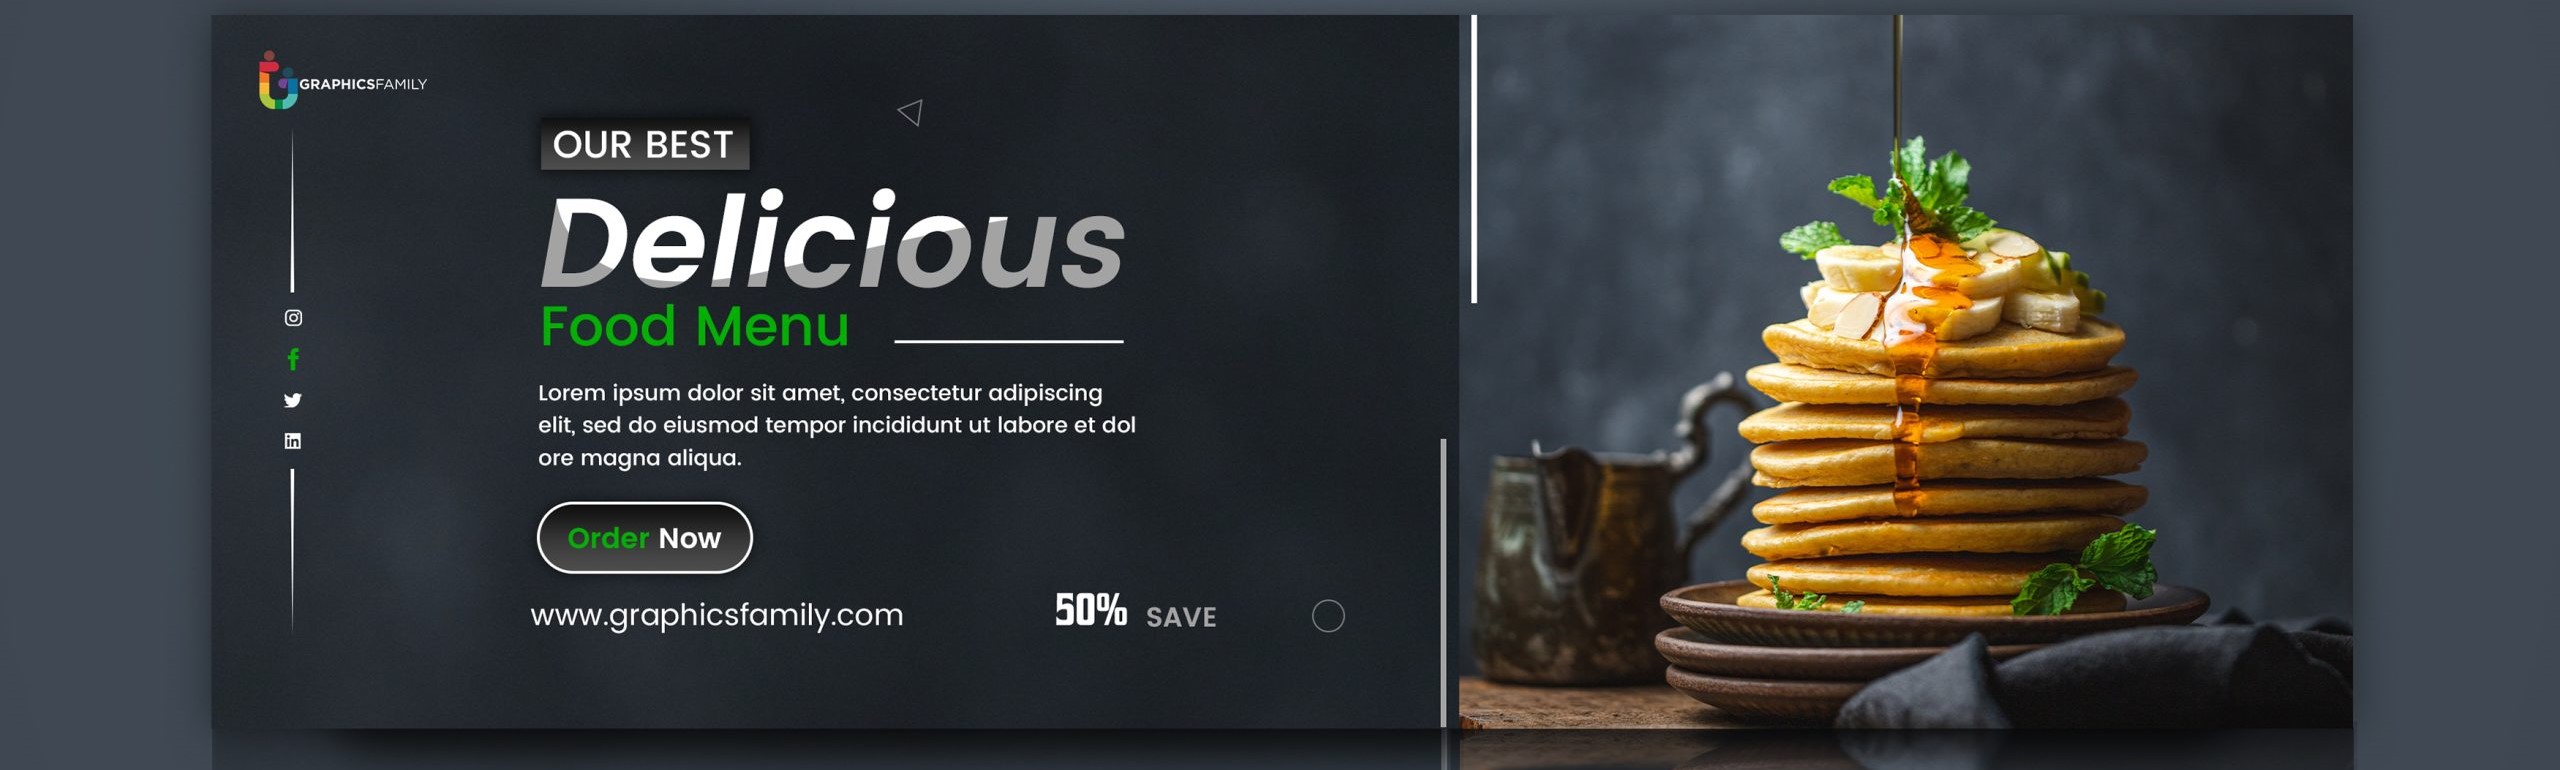 GRAPHICSFAMILY
OUR BEST
Delicious
Food Menu
Lorem ipsum dolor sit amet, consectetur adipiscing
elit, sed do eiusmod tempor incididunt ut labore et dol
ore magna aliqua.
Order Now
www.graphicsfamily.com
50% SAVE